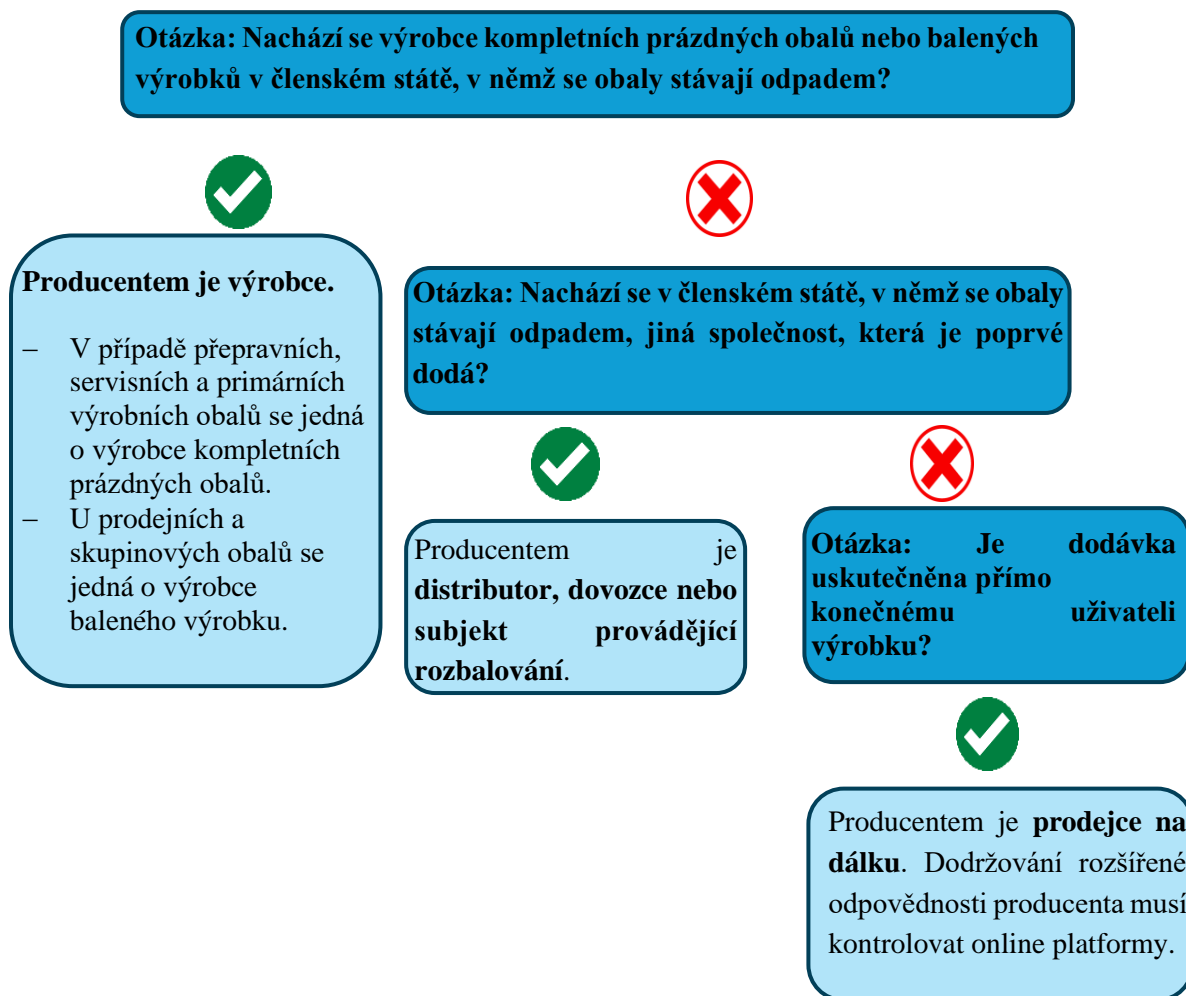 Otázka: Nachází se výrobce kompletních prázdných obalů nebo balených
výrobků v členském státě, v němž se obaly stávají odpadem?
Producentem je výrobce.
– V případě přepravních,
servisních a primárních
výrobních obalů se jedná
o výrobce kompletních
prázdných obalů.
– U prodejních a
skupinových obalů se
jedná o výrobce
baleného výrobku.
Otázka: Nachází se v členském státě, v němž se obaly
stávají odpadem, jiná společnost, která je poprvé
dodá?
Producentem je
distributor, dovozce nebo
subjekt provádějící
rozbalování.
Otázka: Je dodávka
uskutečněna přímo
konečnému uživateli
výrobku?
Producentem je prodejce na
dálku. Dodržování rozšířené
odpovědnosti producenta musí
kontrolovat online platformy.